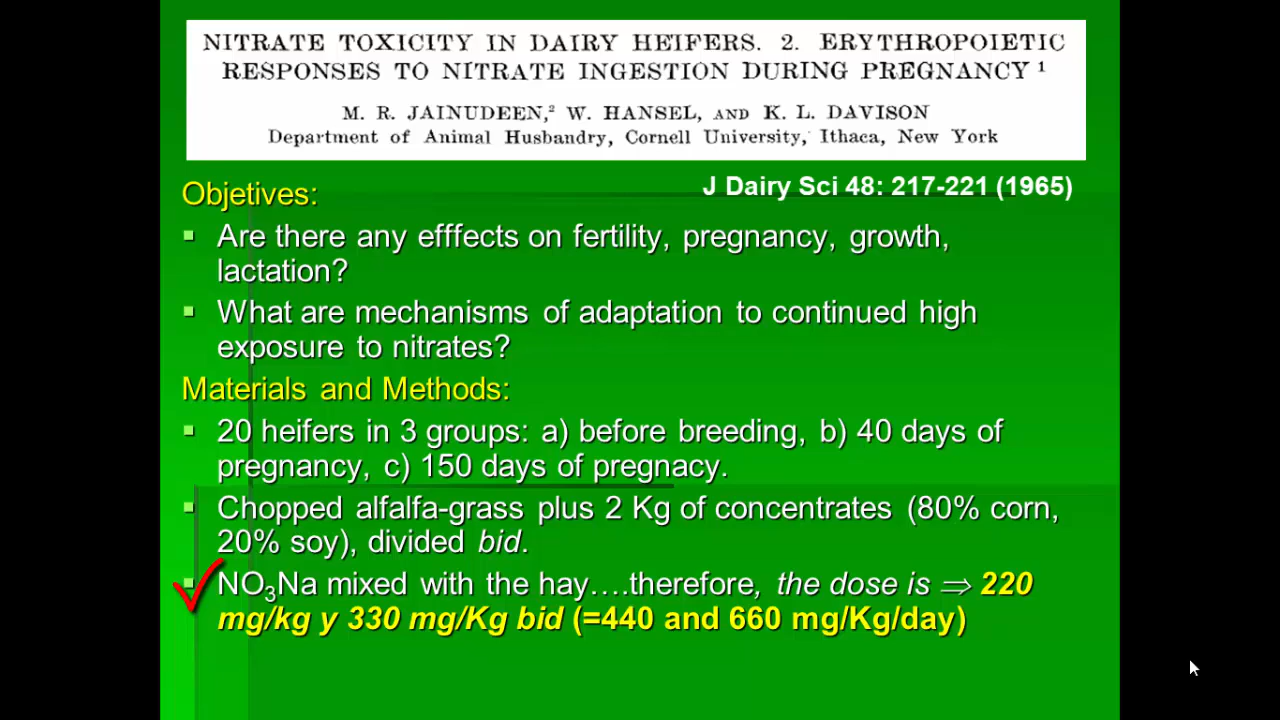 NITRATE TOXICITY IN DAIRY HEIFERS. 2. ERYTHROPOIETIC
RESPONSES TO NITRATE INGESTION DURING PREGNANCY ¹
M. R. JAINUDEEN,² W. HANSEL, AND K. L. DAVISON
Department of Animal Husbandry, Cornell University, Ithaca, New York
J Dairy Sci 48: 217-221 (1965)
Objetives:
▪ Are there any efffects on fertility, pregnancy, growth,
lactation?
▪ What are mechanisms of adaptation to continued high
exposure to nitrates?
Materials and Methods:
▪ 20 heifers in 3 groups: a) before breeding, b) 40 days of
pregnancy, c) 150 days of pregnacy.
▪ Chopped alfalfa-grass plus 2 Kg of concentrates (80% corn,
20% soy), divided bid.
▪ NO₃Na mixed with the hay….therefore, the dose is ⇒ 220
mg/kg y 330 mg/Kg bid (=440 and 660 mg/Kg/day)